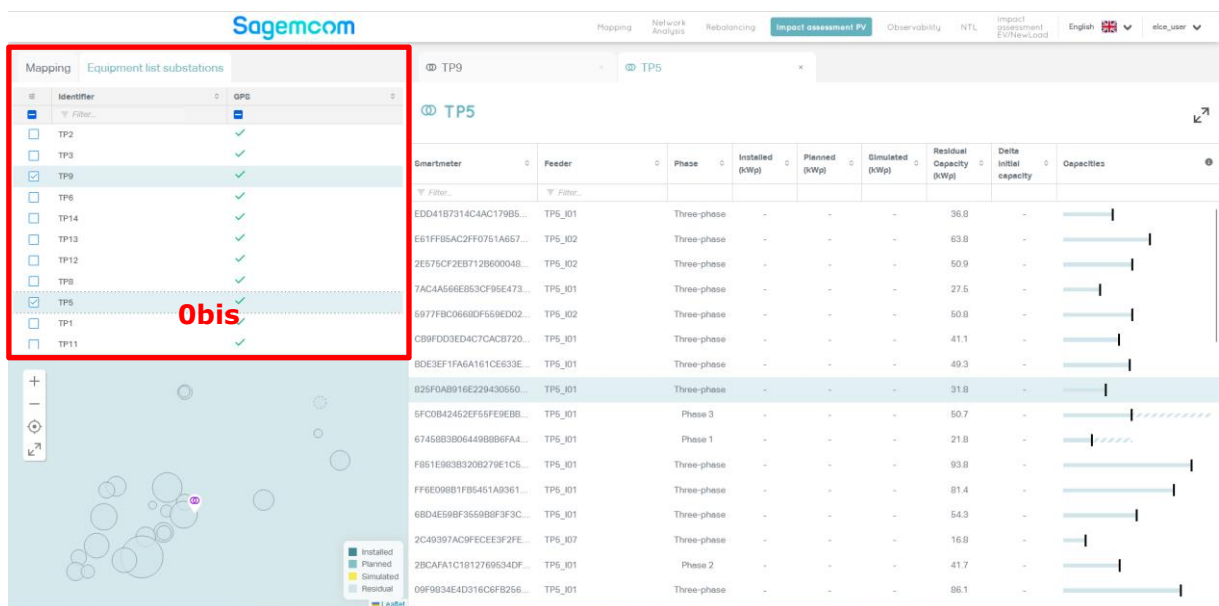 Sagemcom
Mapping Network Analysis Rebalancing Impact assessment PV Observability NTL Impact assessment EV/NewLoad English elce_user
Mapping Equipment list substations
Identifier GPS
Filter...
TP2
TP3
TP9
TP6
TP14
TP13
TP12
TP8
TP5
TP1
TP11
0bis
+
−
Installed
Planned
Simulated
Residual
Leaflet
TP9 TP5 ×
TP5
Smartmeter Feeder Phase Installed (kWp) Planned (kWp) Simulated (kWp) Residual Capacity (kWp) Delta initial capacity Capacities
Filter... Filter...
EDD41B7314C4AC179B5... TP5_I01 Three-phase - - - 36.8 -
E61FFB5AC2FF0751A657... TP5_I02 Three-phase - - - 63.8 -
2E575CF2EB712B600048... TP5_I02 Three-phase - - - 50.9 -
7AC4A566EB53CF95E473... TP5_I01 Three-phase - - - 27.5 -
5977FBC0668DF559ED02... TP5_I02 Three-phase - - - 50.8 -
CB9FDD3ED4C7CACB720... TP5_I01 Three-phase - - - 41.1 -
BDE3EF1FA6A161CE633E... TP5_I01 Three-phase - - - 49.3 -
825F0AB916E229430550... TP5_I01 Three-phase - - - 31.8 -
5FC0B42452EF55FE9EBB... TP5_I01 Phase 3 - - - 50.7 -
67458B3B06449B8B6FA4... TP5_I01 Phase 1 - - - 21.8 -
F851E983B320B279E1C5... TP5_I01 Three-phase - - - 93.8 -
FF6E098B1FB5451A9361... TP5_I01 Three-phase - - - 81.4 -
6BD4E59BF3559B8F3F3C... TP5_I01 Three-phase - - - 54.3 -
2C49397AC9FECEE3F2FE... TP5_I07 Three-phase - - - 16.8 -
2BCAFA1C1812769534DF... TP5_I01 Phase 2 - - - 41.7 -
09F9834E4D316C6FB256... TP5_I01 Three-phase - - - 86.1 -